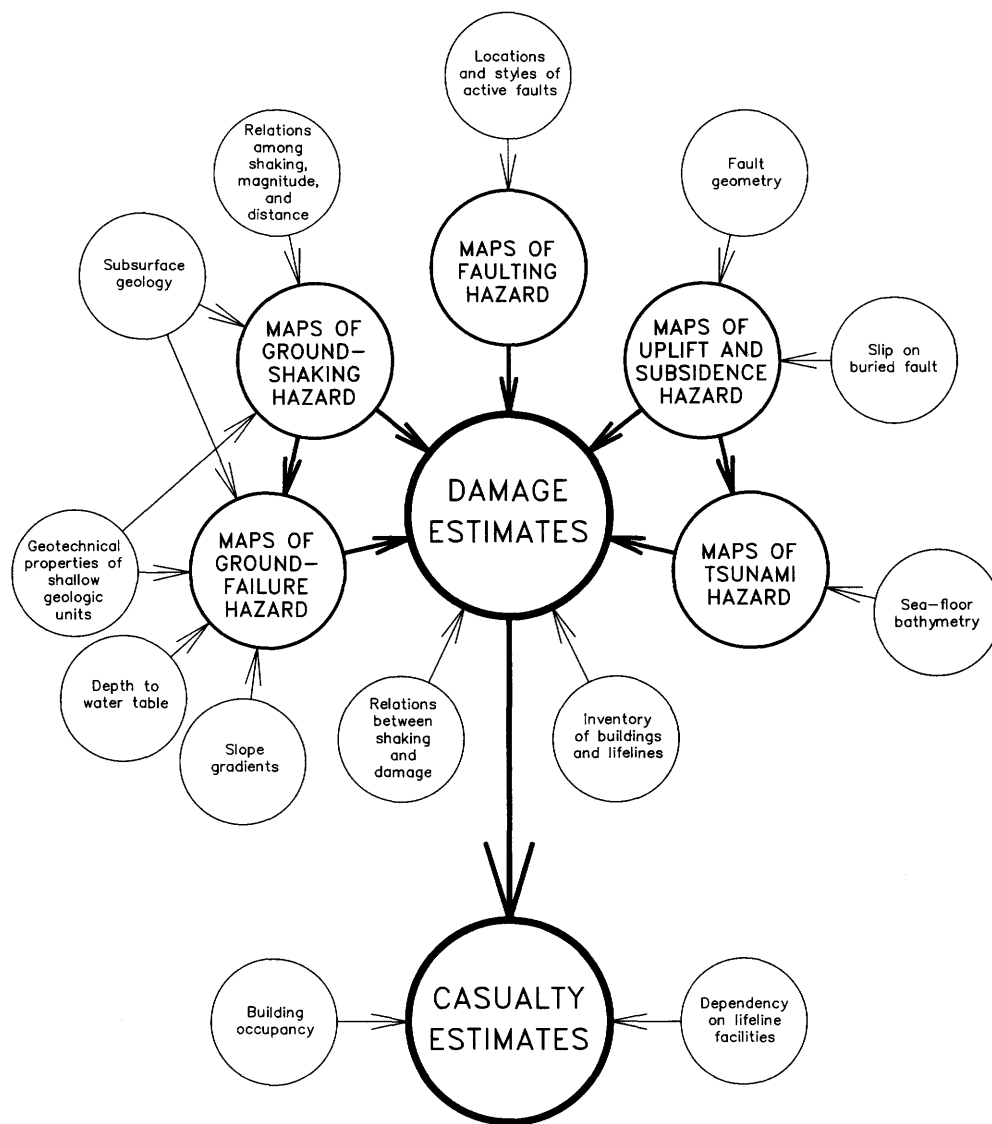 Locations
and styles of
active faults
Relations
among
shaking,
magnitude,
and
distance
Fault
geometry
Subsurface
geology
MAPS OF
FAULTING
HAZARD
MAPS OF
GROUND–
SHAKING
HAZARD
MAPS OF
UPLIFT AND
SUBSIDENCE
HAZARD
Slip on
buried fault
DAMAGE
ESTIMATES
Geotechnical
properties of
shallow
geologic
units
MAPS OF
GROUND–
FAILURE
HAZARD
MAPS OF
TSUNAMI
HAZARD
Sea–floor
bathymetry
Depth to
water table
Slope
gradients
Relations
between
shaking
and
damage
Inventory
of buildings
and lifelines
CASUALTY
ESTIMATES
Building
occupancy
Dependency
on lifeline
facilities